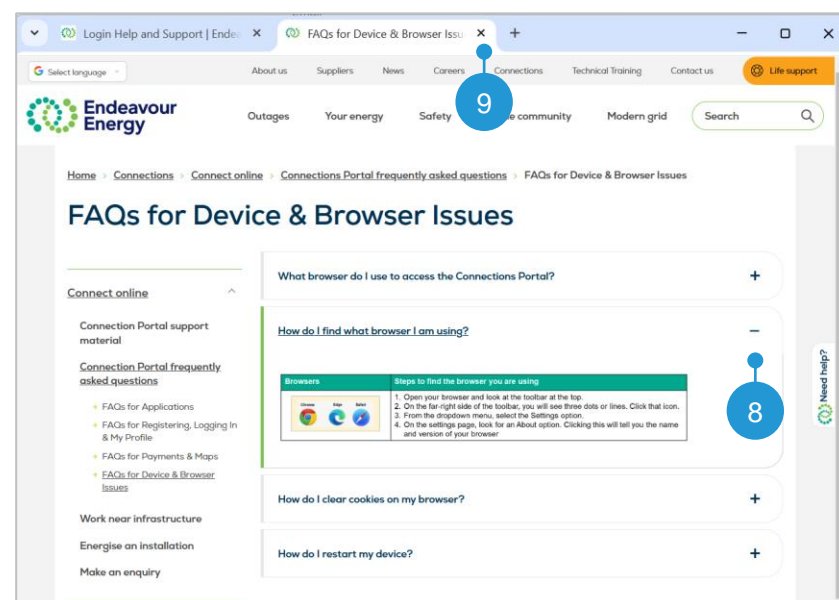 Login Help and Support | Endea
FAQs for Device & Browser Issu
Select language
About us
Suppliers
News
Careers
Connections
Technical Training
Contact us
Life support
9
Endeavour
Energy
Outages
Your energy
Safety
community
Modern grid
Search
Home > Connections > Connect online > Connections Portal frequently asked questions > FAQs for Device & Browser Issues
FAQs for Device & Browser Issues
Connect online
Connection Portal support
material
Connection Portal frequently
asked questions
FAQs for Applications
FAQs for Registering, Logging In
& My Profile
FAQs for Payments & Maps
FAQs for Device & Browser
Issues
Work near infrastructure
Energise an installation
Make an enquiry
What browser do I use to access the Connections Portal?
How do I find what browser I am using?
Browsers
Steps to find the browser you are using
Chrome Edge Safari
1. Open your browser and look at the toolbar at the top.
2. On the far-right side of the toolbar, you will see three dots or lines. Click that icon.
3. From the dropdown menu, select the Settings option.
4. On the settings page, look for an About option. Clicking this will tell you the name
and version of your browser
8
How do I clear cookies on my browser?
How do I restart my device?
Need help?